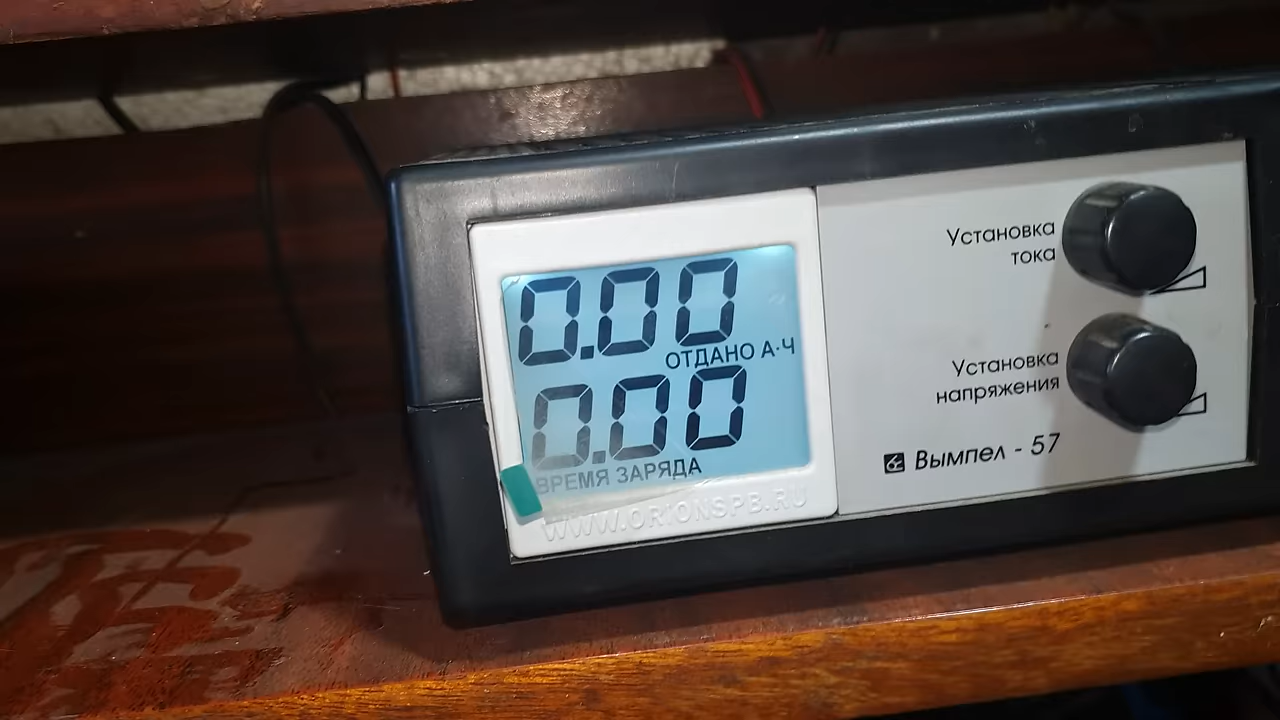 0.00
ОТДАНО А·Ч
0.00
ВРЕМЯ ЗАРЯДА
WWW.ORIONSPB.RU
Установка
тока
Установка
напряжения
Вымпел - 57